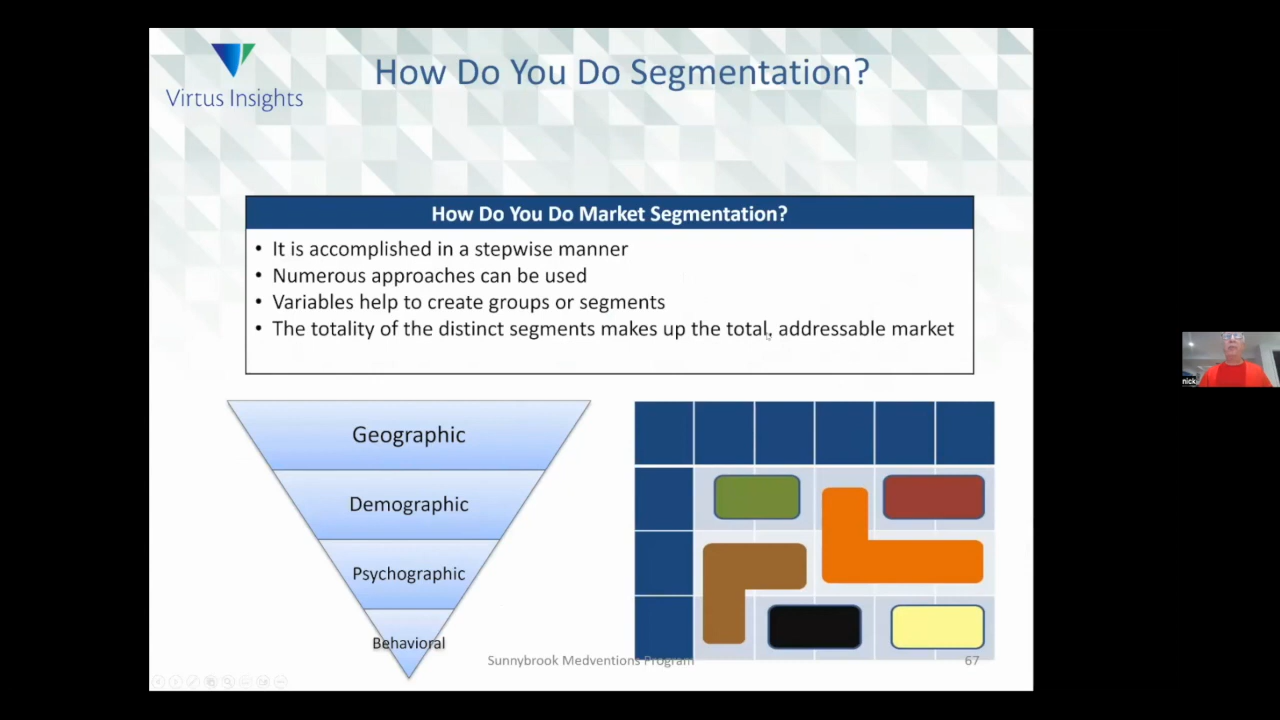 Virtus Insights
How Do You Do Segmentation?
How Do You Do Market Segmentation?
• It is accomplished in a stepwise manner
• Numerous approaches can be used
• Variables help to create groups or segments
• The totality of the distinct segments makes up the total, addressable market
Geographic
Demographic
Psychographic
Behavioral
Sunnybrook Medventions Program
67
nick